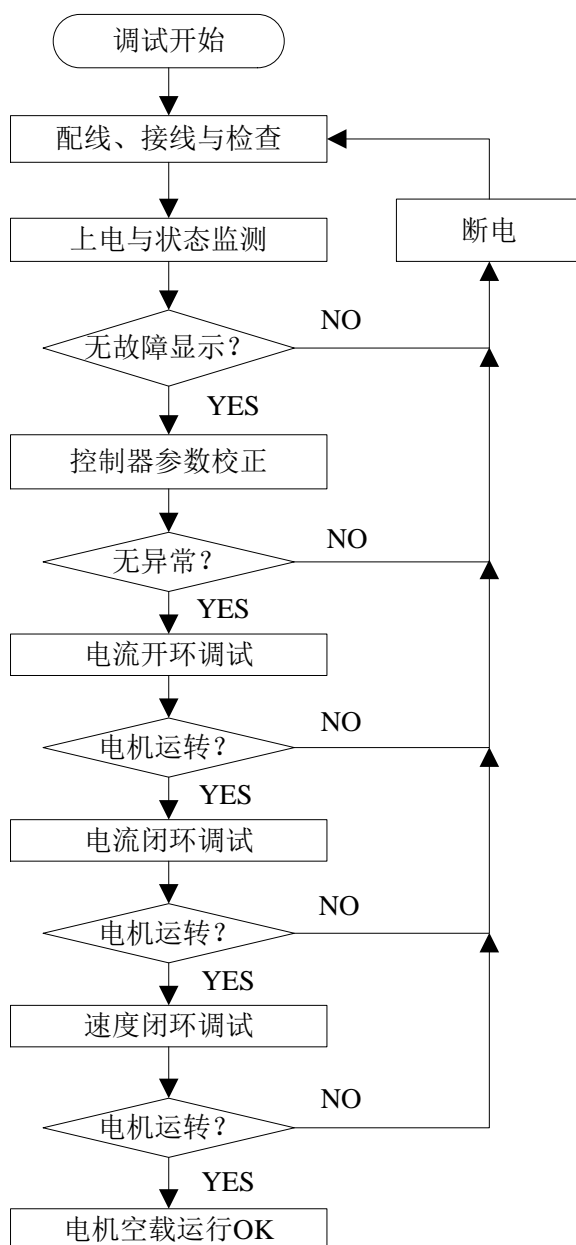 调试开始
配线、接线与检查
断电
上电与状态监测
无故障显示？
NO
YES
控制器参数校正
无异常？
NO
YES
电流开环调试
电机运转？
NO
YES
电流闭环调试
电机运转？
NO
YES
速度闭环调试
电机运转？
NO
YES
电机空载运行OK